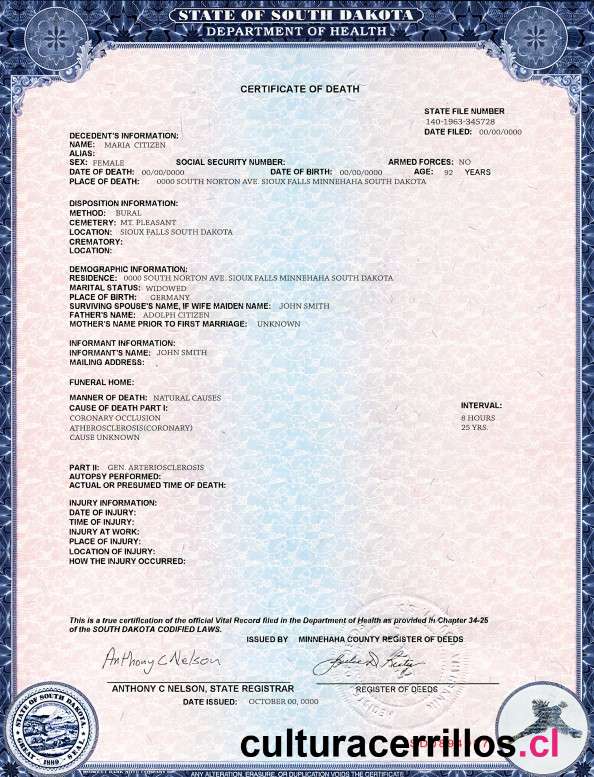 STATE OF SOUTH DAKOTA
DEPARTMENT OF HEALTH
CERTIFICATE OF DEATH
STATE FILE NUMBER
140-1963-345728
DATE FILED: 00/00/0000
DECEDENT'S INFORMATION:
NAME: MARIA CITIZEN
ALIAS:
SEX: FEMALE SOCIAL SECURITY NUMBER: ARMED FORCES: NO
DATE OF DEATH: 00/00/0000 DATE OF BIRTH: 00/00/0000 AGE: 92 YEARS
PLACE OF DEATH: 0000 SOUTH NORTON AVE. SIOUX FALLS MINNEHAHA SOUTH DAKOTA
DISPOSITION INFORMATION:
METHOD: BURAL
CEMETERY: MT. PLEASANT
LOCATION: SIOUX FALLS SOUTH DAKOTA
CREMATORY:
LOCATION:
DEMOGRAPHIC INFORMATION:
RESIDENCE: 0000 SOUTH NORTON AVE. SIOUX FALLS MINNEHAHA SOUTH DAKOTA
MARITAL STATUS: WIDOWED
PLACE OF BIRTH: GERMANY
SURVIVING SPOUSE'S NAME, IF WIFE MAIDEN NAME: JOHN SMITH
FATHER'S NAME: ADOLPH CITIZEN
MOTHER'S NAME PRIOR TO FIRST MARRIAGE: UNKNOWN
INFORMANT INFORMATION:
INFORMANT'S NAME: JOHN SMITH
MAILING ADDRESS:
FUNERAL HOME:
MANNER OF DEATH: NATURAL CAUSES
CAUSE OF DEATH PART I: INTERVAL:
CORONARY OCCLUSION 8 HOURS
ATHEROSCLEROSIS(CORONARY) 25 YRS.
CAUSE UNKNOWN
PART II: GEN. ARTERIOSCLEROSIS
AUTOPSY PERFORMED:
ACTUAL OR PRESUMED TIME OF DEATH:
INJURY INFORMATION:
DATE OF INJURY:
TIME OF INJURY:
INJURY AT WORK:
PLACE OF INJURY:
LOCATION OF INJURY:
HOW THE INJURY OCCURRED:
This is a true certification of the official Vital Record filed in the Department of Health as provided in Chapter 34-25
of the SOUTH DAKOTA CODIFIED LAWS.
ISSUED BY MINNEHAHA COUNTY REGISTER OF DEEDS
Anthony C Nelson
ANTHONY C NELSON, STATE REGISTRAR REGISTER OF DEEDS
DATE ISSUED: OCTOBER 00, 0000
STATE OF SOUTH DAKOTA
GREAT SEAL
1889
culturacerrillos.cl
ANY ALTERATION, ERASURE, OR DUPLICATION VOIDS THE CERTIFICATE